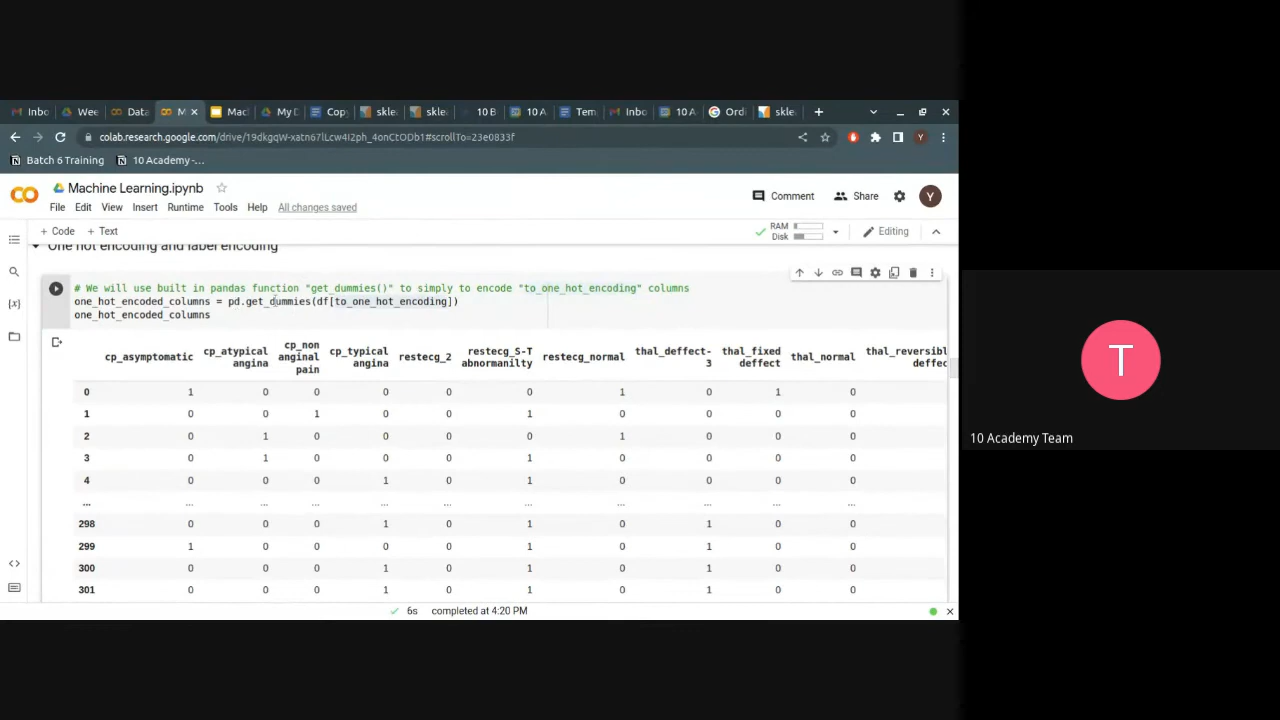 Inbo Wee Data M Macl My D Copy skle skle 10 B 10 A Tem Inbo 10 A Ordi skle
colab.research.google.com/drive/19dkgqW-xatn67lLcw4I2ph_4onCtODb1#scrollTo=23e0833f Y
Batch 6 Training 10 Academy -...
CO Machine Learning.ipynb
Comment Share Y
File Edit View Insert Runtime Tools Help All changes saved
+ Code + Text RAM Disk Editing
One hot encoding and label encoding
# We will use built in pandas function "get_dummies()" to simply to encode "to_one_hot_encoding" columns
one_hot_encoded_columns = pd.get_dummies(df[to_one_hot_encoding])
one_hot_encoded_columns
cp_asymptomatic cp_atypical angina cp_non anginal pain cp_typical angina restecg_2 restecg_S-T abnormanilty restecg_normal thal_deffect-3 thal_fixed deffect thal_normal thal_reversibl deffec
0 1 0 0 0 0 0 1 0 1 0
1 0 0 1 0 0 1 0 0 0 0
2 0 1 0 0 0 0 1 0 0 0
3 0 1 0 0 0 1 0 0 0 0
4 0 0 0 1 0 1 0 0 0 0
... ... ... ... ... ... ... ... ... ... ...
298 0 0 0 1 0 1 0 1 0 0
299 1 0 0 0 0 1 0 1 0 0
300 0 0 0 1 0 1 0 1 0 0
301 0 0 0 1 0 1 0 1 0 0
6s completed at 4:20 PM
T
10 Academy Team